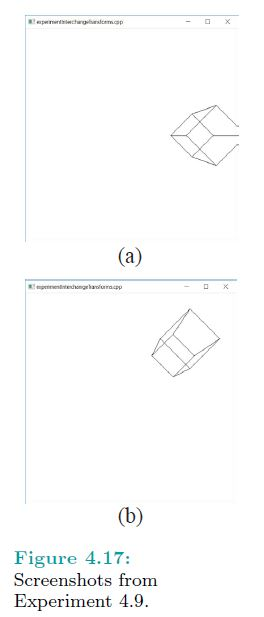 experimentInterchangeTransforms.cpp
(a)
experimentInterchangeTransforms.cpp
(b)
Figure 4.17:
Screenshots from
Experiment 4.9.